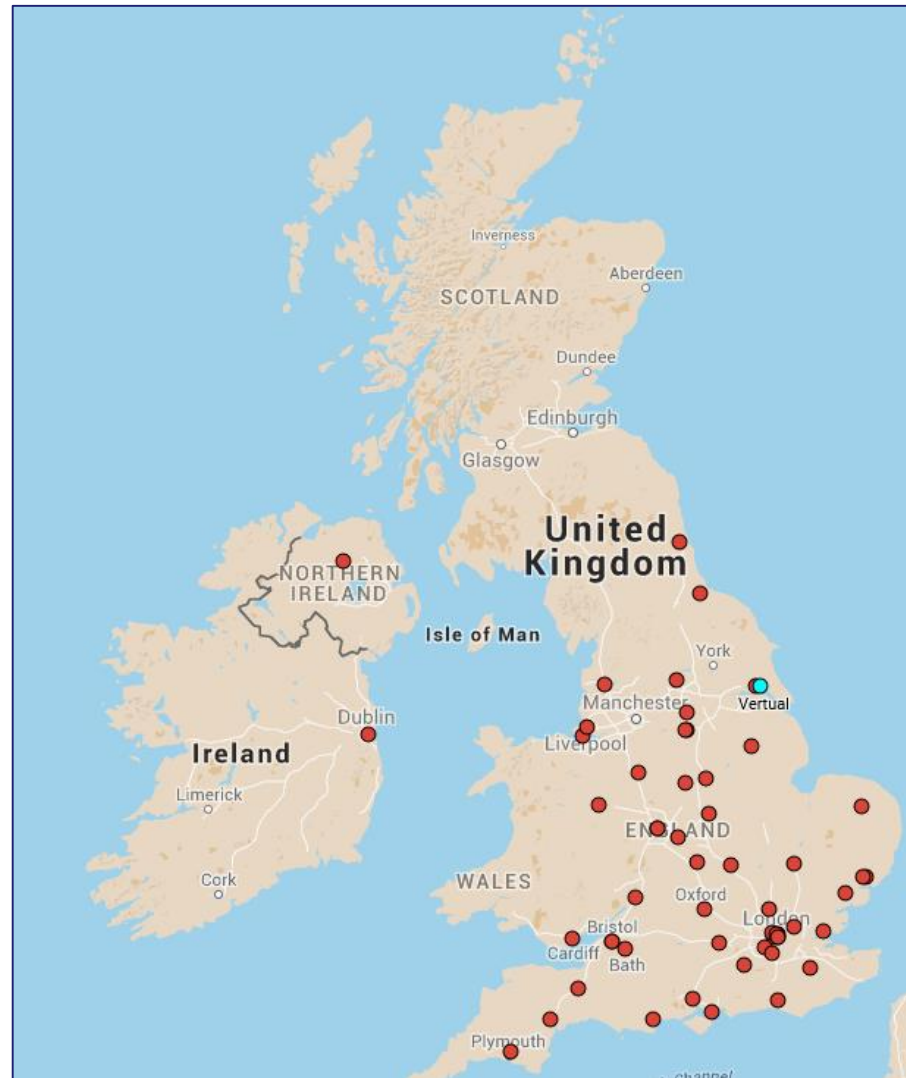 Inverness
Aberdeen
SCOTLAND
Dundee
Edinburgh
Glasgow
United
Kingdom
NORTHERN
IRELAND
Isle of Man
York
Manchester
Vertual
Dublin
Liverpool
Ireland
Limerick
ENGLAND
Cork
WALES
Oxford
London
Bristol
Cardiff
Bath
Plymouth
Channel